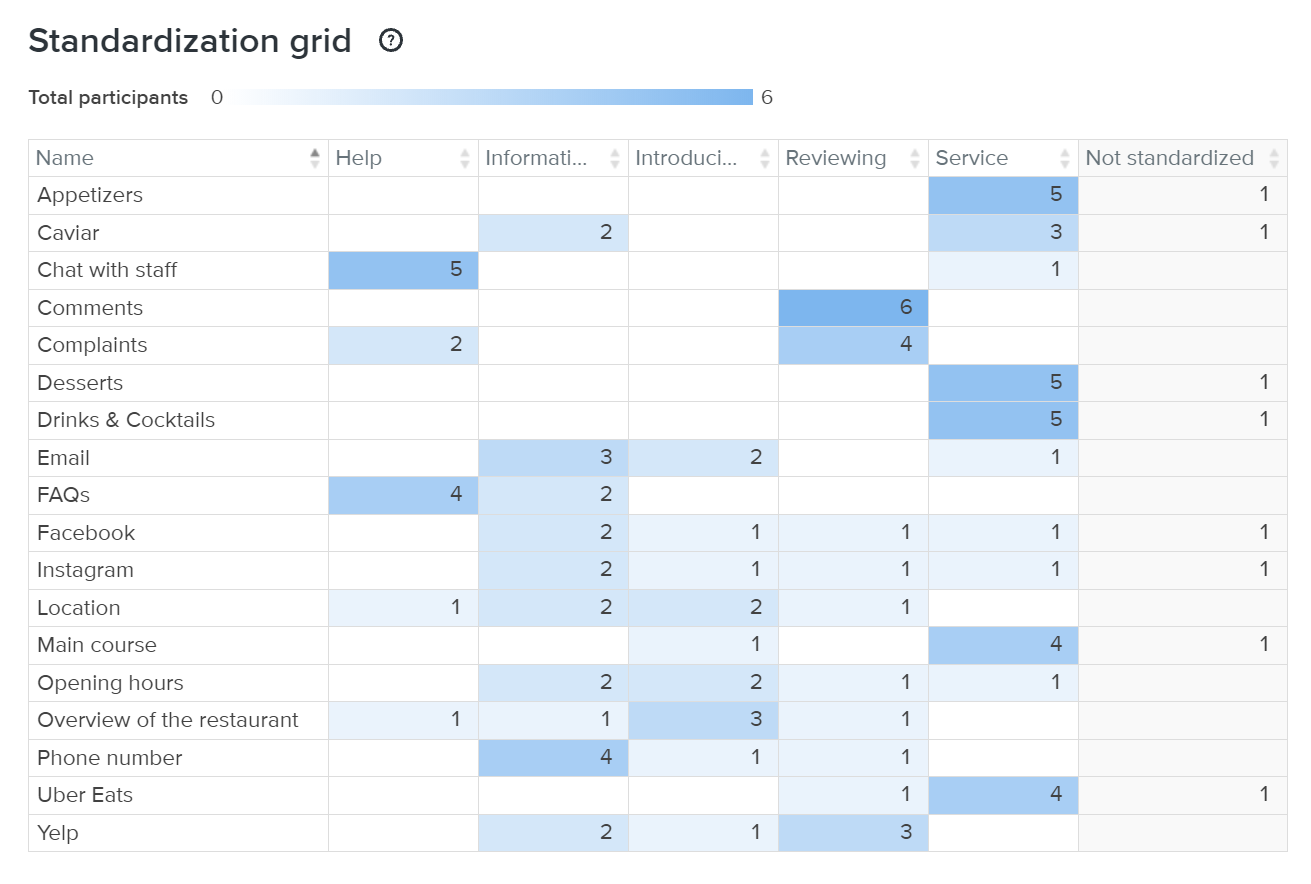 Standardization grid ?
Total participants 0 6
Name Help Informati... Introduci... Reviewing Service Not standardized
Appetizers 5 1
Caviar 2 3 1
Chat with staff 5 1
Comments 6
Complaints 2 4
Desserts 5 1
Drinks & Cocktails 5 1
Email 3 2 1
FAQs 4 2
Facebook 2 1 1 1 1
Instagram 2 1 1 1 1
Location 1 2 2 1
Main course 1 4 1
Opening hours 2 2 1 1
Overview of the restaurant 1 1 3 1
Phone number 4 1 1
Uber Eats 1 4 1
Yelp 2 1 3